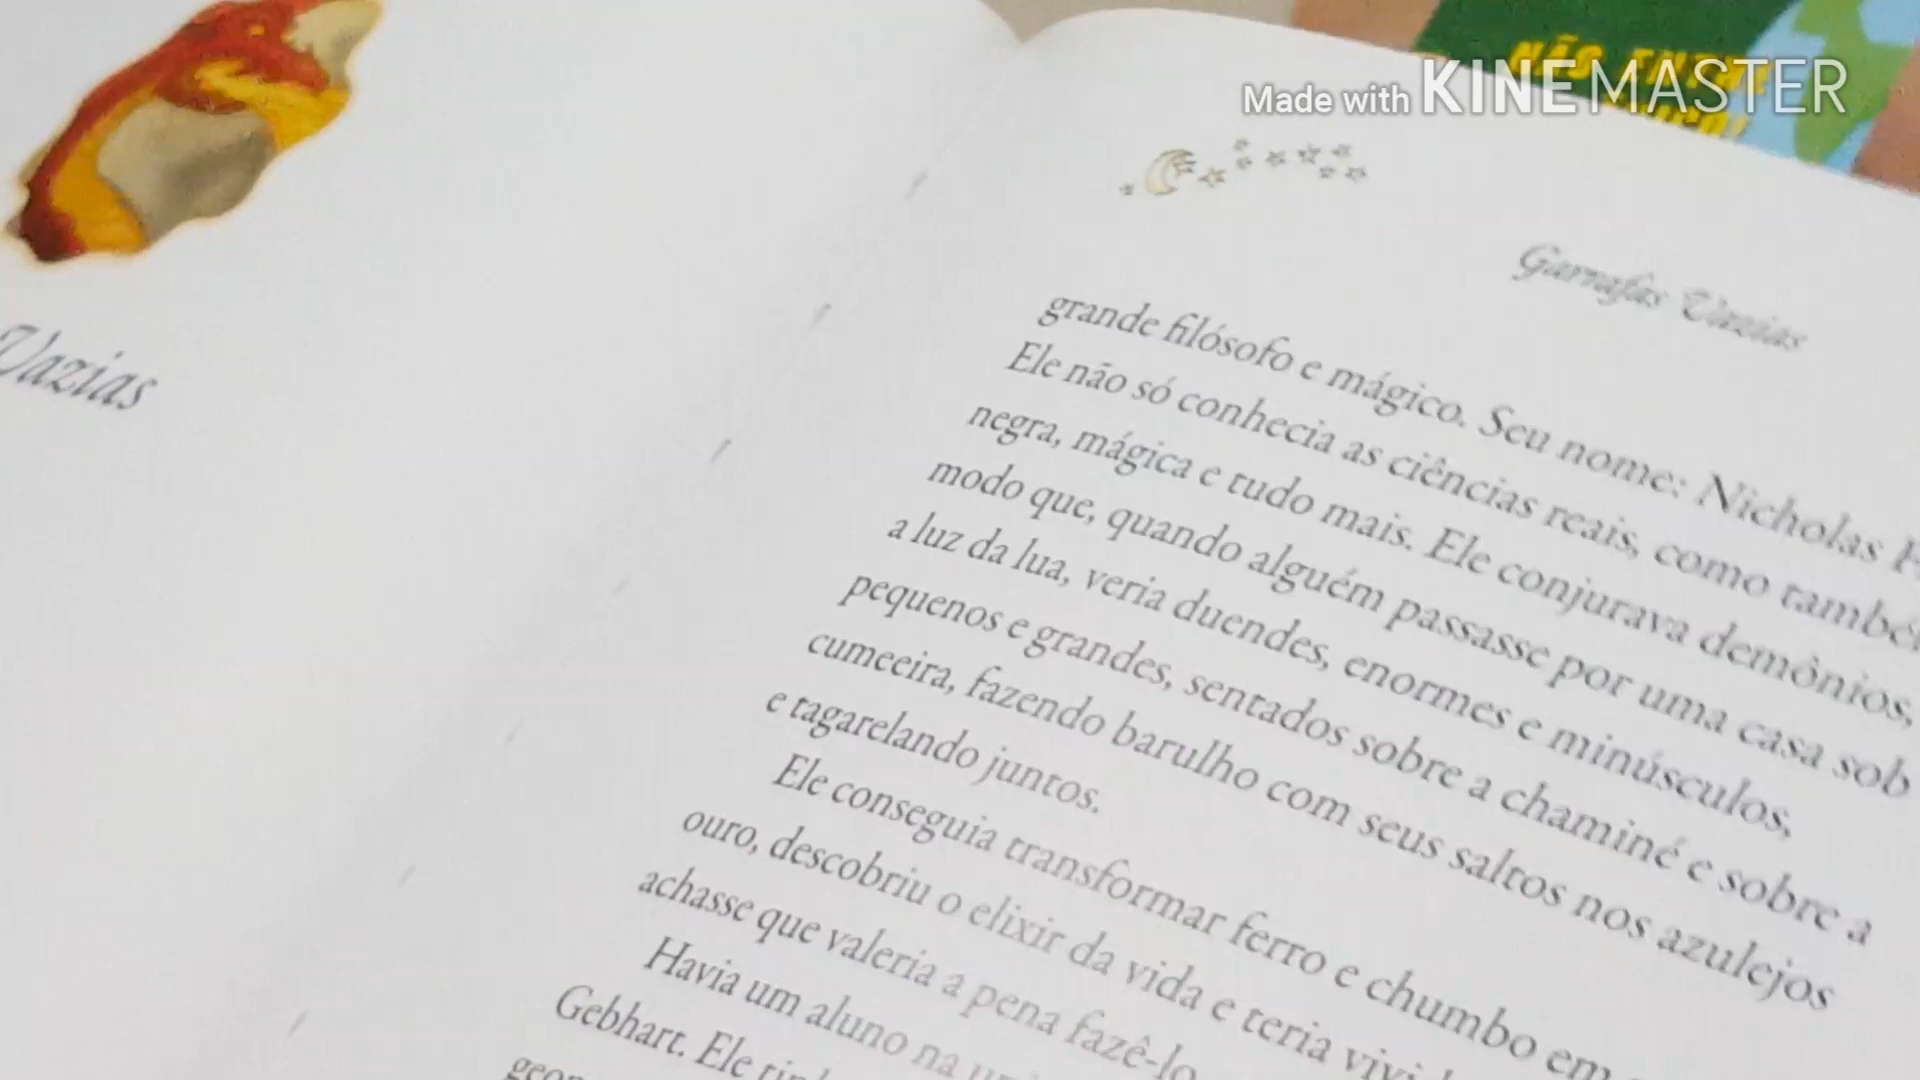 Made with KINEMASTER
NÃO
Vazias
Garrafas Vazias
grande filósofo e mágico. Seu nome: Nicholas
Ele não só conhecia as ciências reais, como também
negra, mágica e tudo mais. Ele conjurava demônios,
modo que, quando alguém passasse por uma casa sob
a luz da lua, veria duendes, enormes e minúsculos,
pequenos e grandes, sentados sobre a chaminé e sobre a
cumeeira, fazendo barulho com seus saltos nos azulejos
e tagarelando juntos.
Ele conseguia transformar ferro e chumbo em
ouro, descobriu o elixir da vida e teria
achasse que valeria a pena fazê-lo
Havia um aluno na
Gebhart. Ele